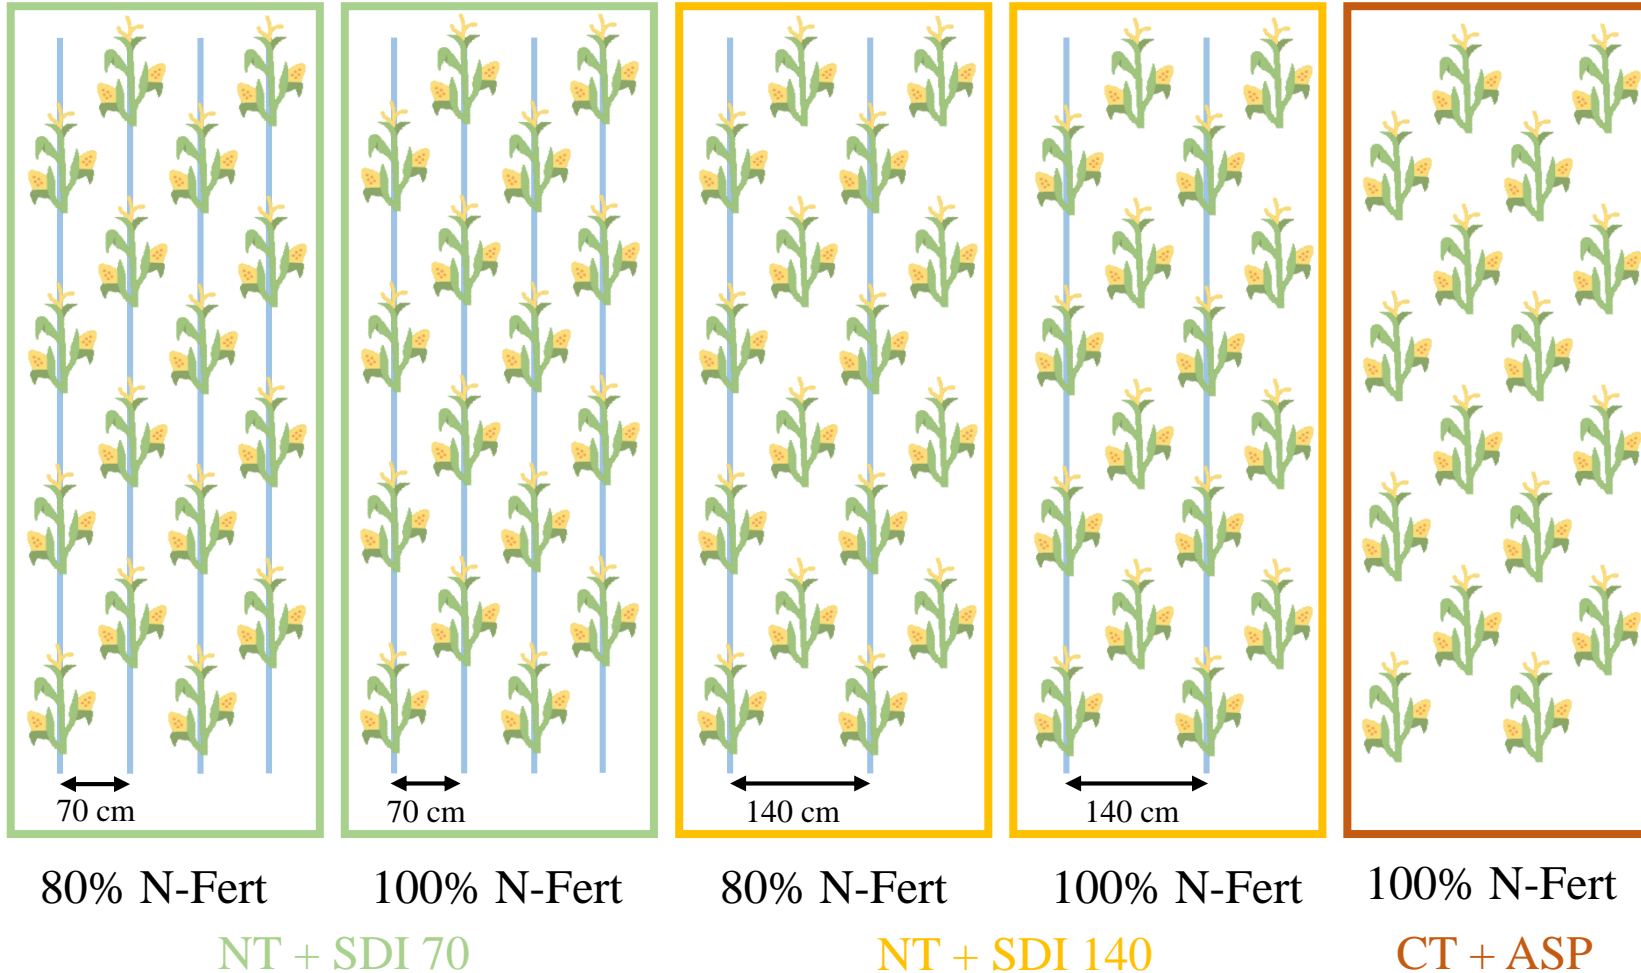 70 cm
70 cm
140 cm
140 cm
80% N-Fert
100% N-Fert
80% N-Fert
100% N-Fert
100% N-Fert
NT + SDI 70
NT + SDI 140
CT + ASP